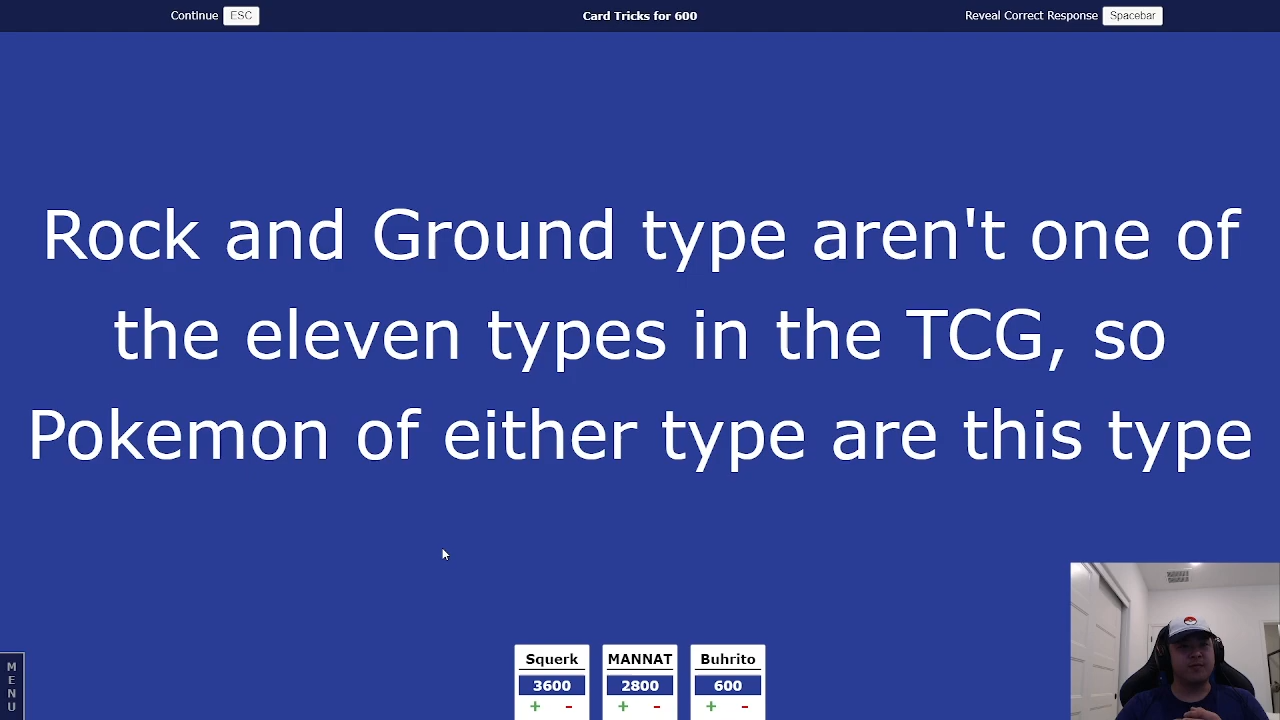 Continue ESC
Card Tricks for 600
Reveal Correct Response Spacebar
Rock and Ground type aren't one of
the eleven types in the TCG, so
Pokemon of either type are this type
MENU
Squerk MANNAT Buhrito
3600 2800 600
+ - + - + -